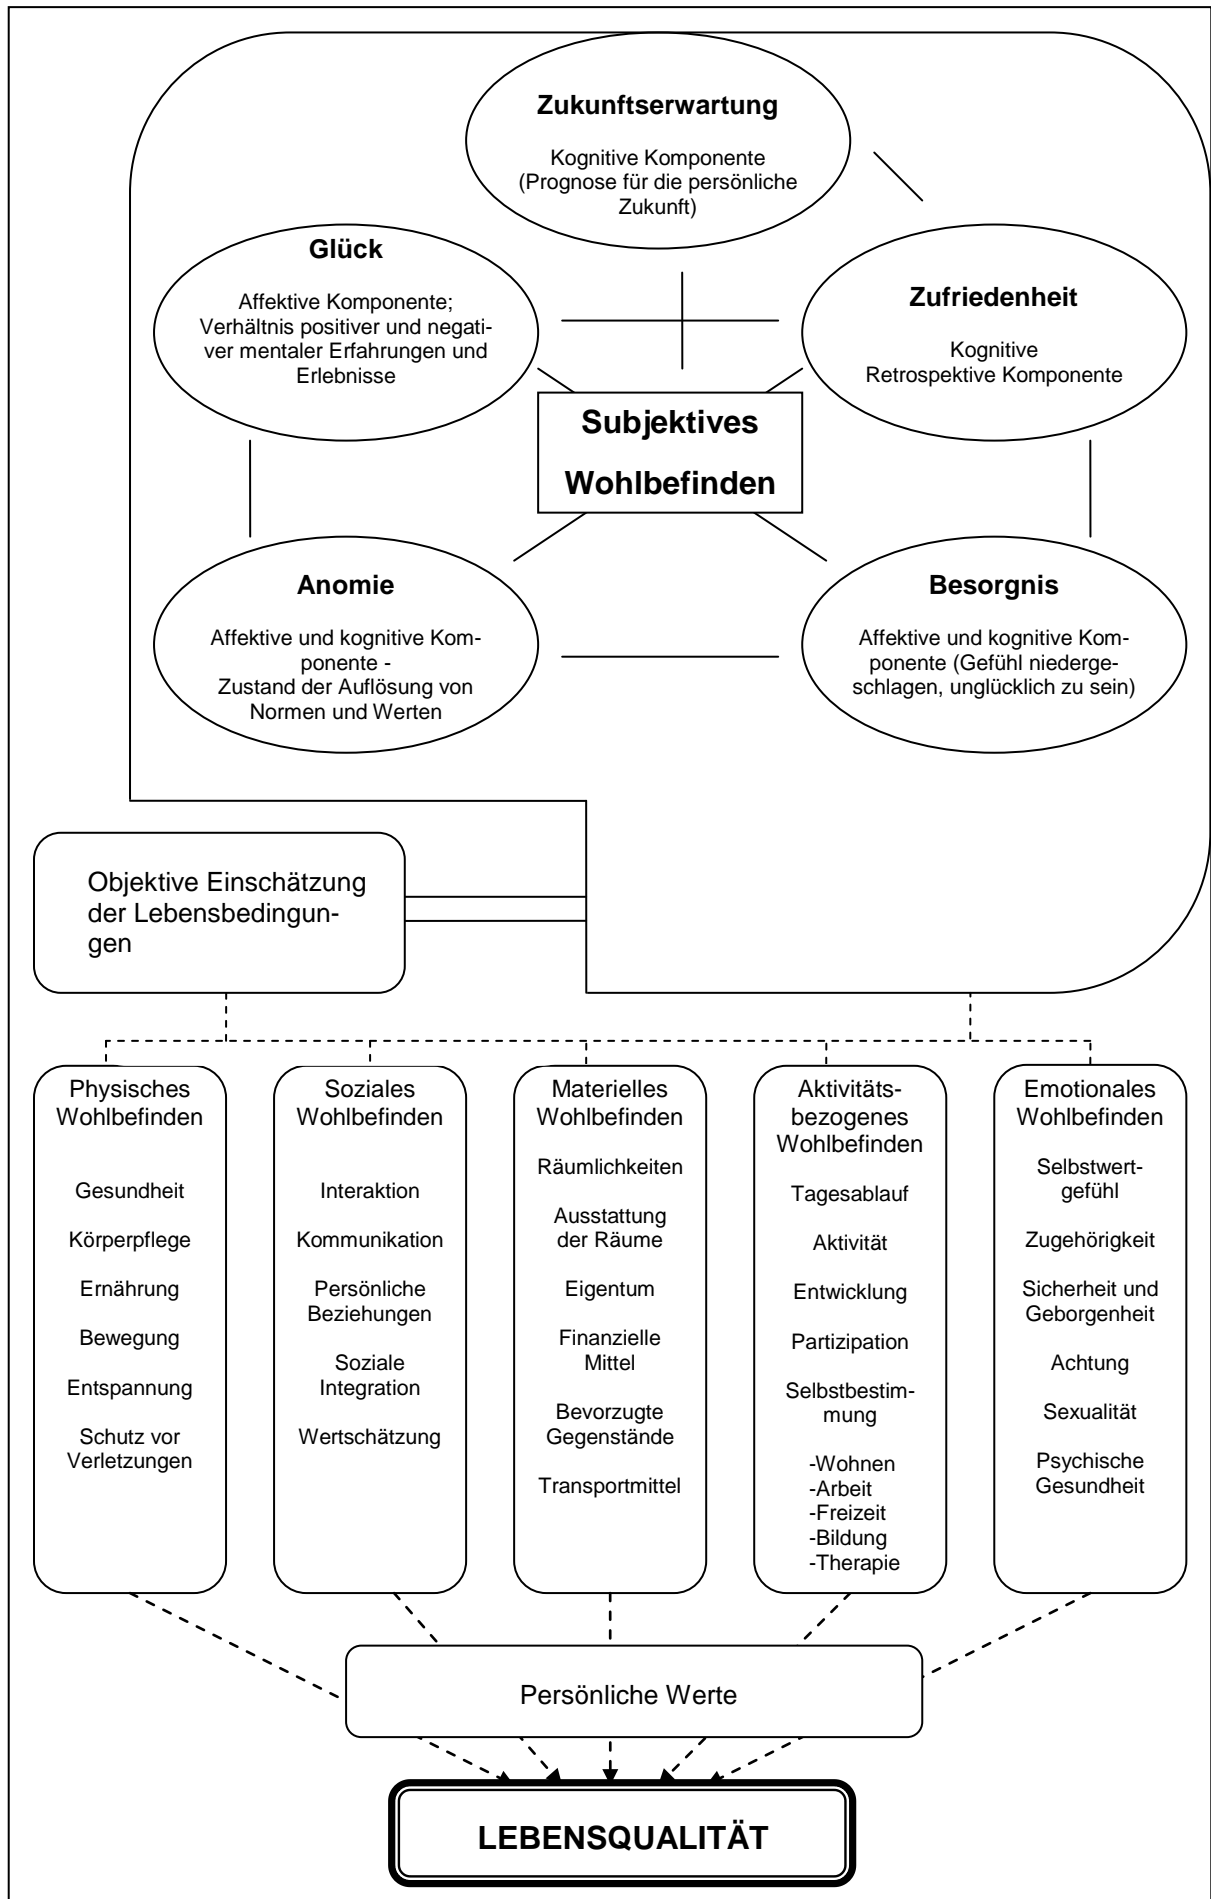 Zukunftserwartung
Kognitive Komponente
(Prognose für die persönliche
Zukunft)
Glück
Affektive Komponente;
Verhältnis positiver und negati-
ver mentaler Erfahrungen und
Erlebnisse
Zufriedenheit
Kognitive
Retrospektive Komponente
Subjektives
Wohlbefinden
Anomie
Affektive und kognitive Kom-
ponente -
Zustand der Auflösung von
Normen und Werten
Besorgnis
Affektive und kognitive Kom-
ponente (Gefühl niederge-
schlagen, unglücklich zu sein)
Objektive Einschätzung
der Lebensbedingun-
gen
Physisches
Wohlbefinden
Gesundheit
Körperpflege
Ernährung
Bewegung
Entspannung
Schutz vor
Verletzungen
Soziales
Wohlbefinden
Interaktion
Kommunikation
Persönliche
Beziehungen
Soziale
Integration
Wertschätzung
Materielles
Wohlbefinden
Räumlichkeiten
Ausstattung
der Räume
Eigentum
Finanzielle
Mittel
Bevorzugte
Gegenstände
Transportmittel
Aktivitäts-
bezogenes
Wohlbefinden
Tagesablauf
Aktivität
Entwicklung
Partizipation
Selbstbestim-
mung
-Wohnen
-Arbeit
-Freizeit
-Bildung
-Therapie
Emotionales
Wohlbefinden
Selbstwert-
gefühl
Zugehörigkeit
Sicherheit und
Geborgenheit
Achtung
Sexualität
Psychische
Gesundheit
Persönliche Werte
LEBENSQUALITÄT